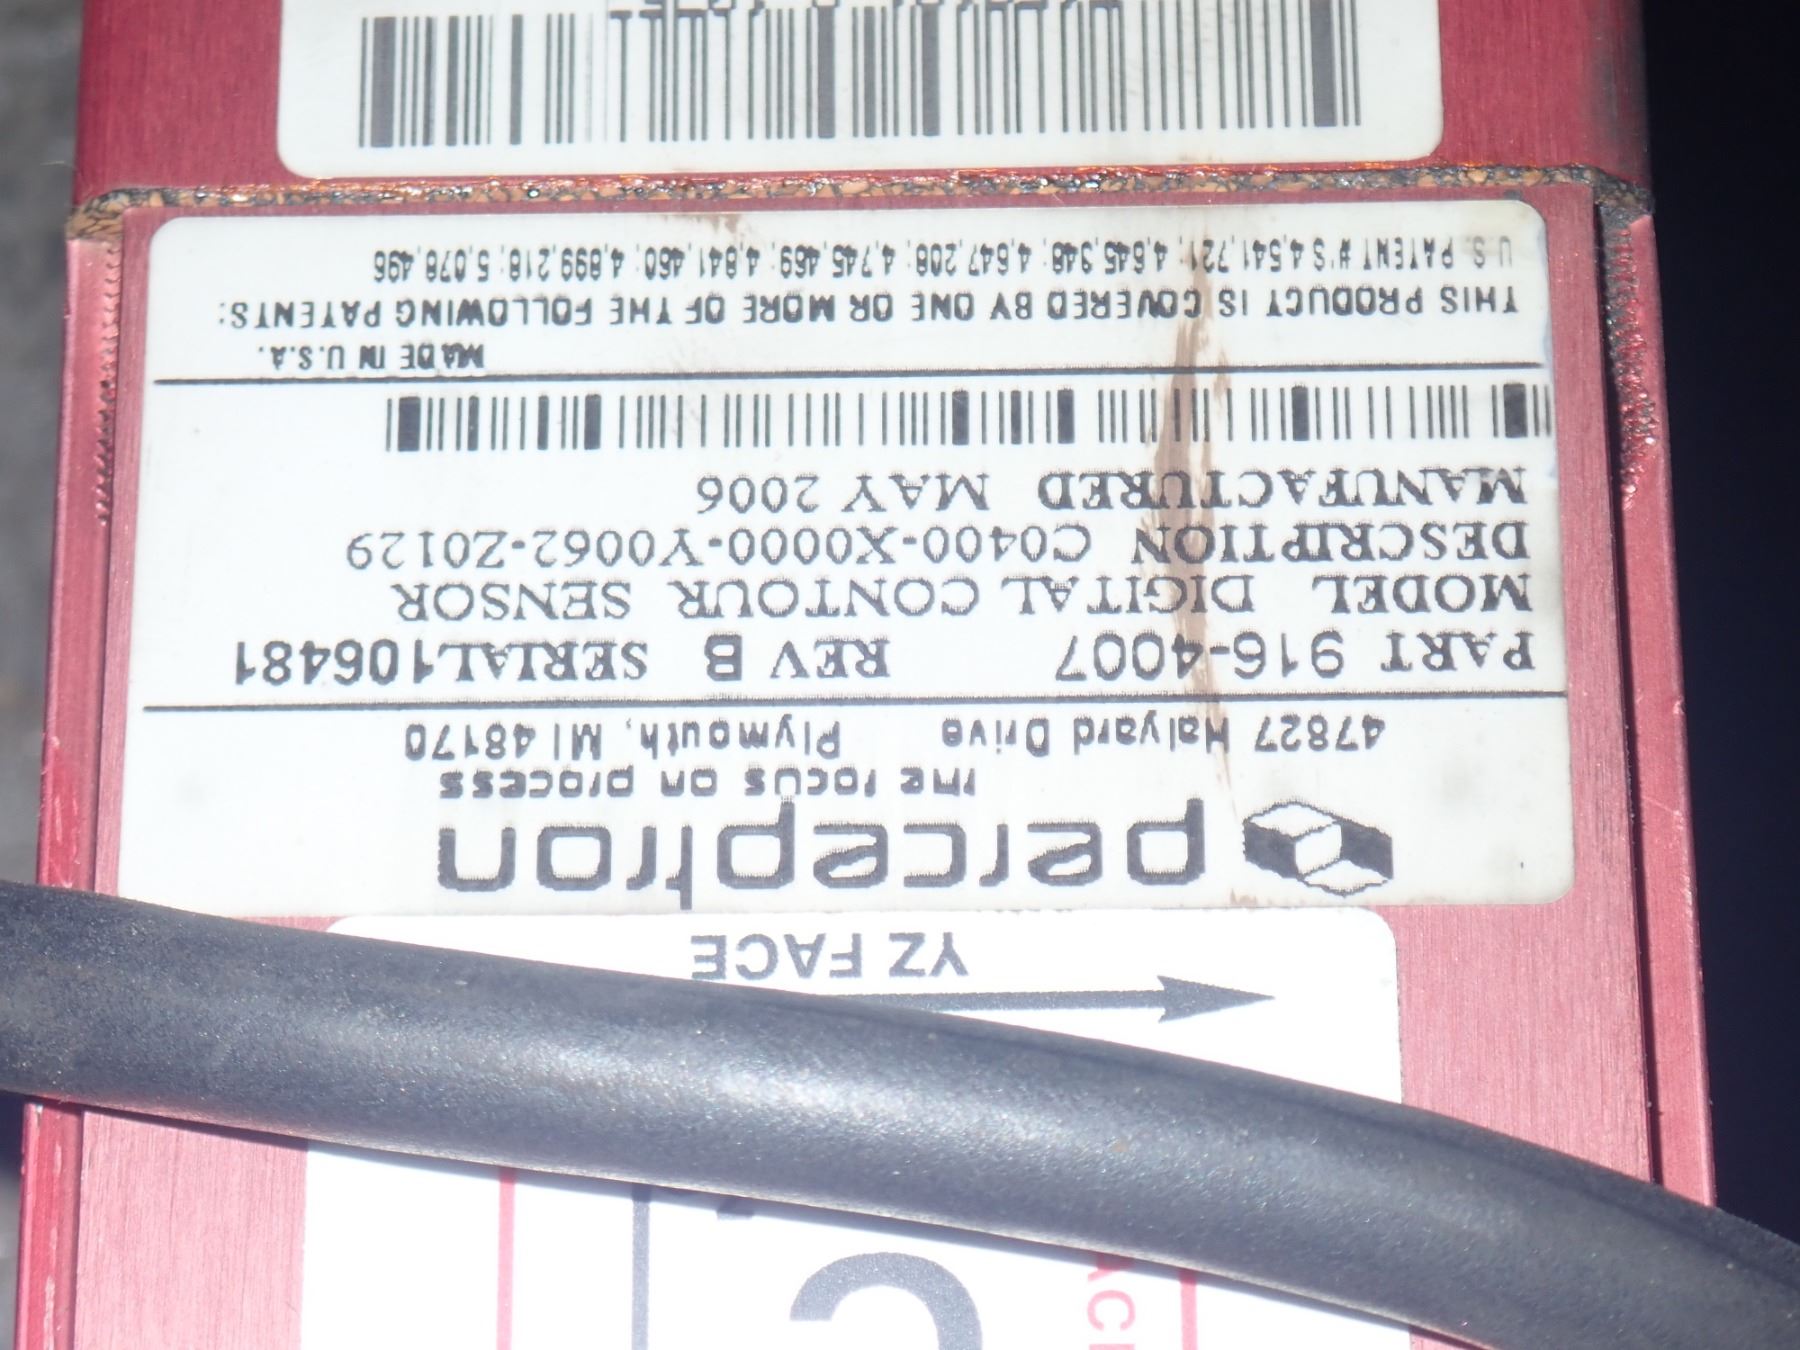 YZ FACE
perceptron
the focus on process
47827 Halyard Drive Plymouth, MI 48170
PART 916-4007 REV B SERIAL106481
MODEL DIGITAL CONTOUR SENSOR
DESCRIPTION C0400-X0000-Y0062-Z0129
MANUFACTURED MAY 2006
MADE IN U.S.A.
THIS PRODUCT IS COVERED BY ONE OR MORE OF THE FOLLOWING PATENTS:
U.S. PATENT #'S 4,541,721; 4,645,348; 4,647,208; 4,745,469; 4,841,460; 4,899,218; 5,078,496